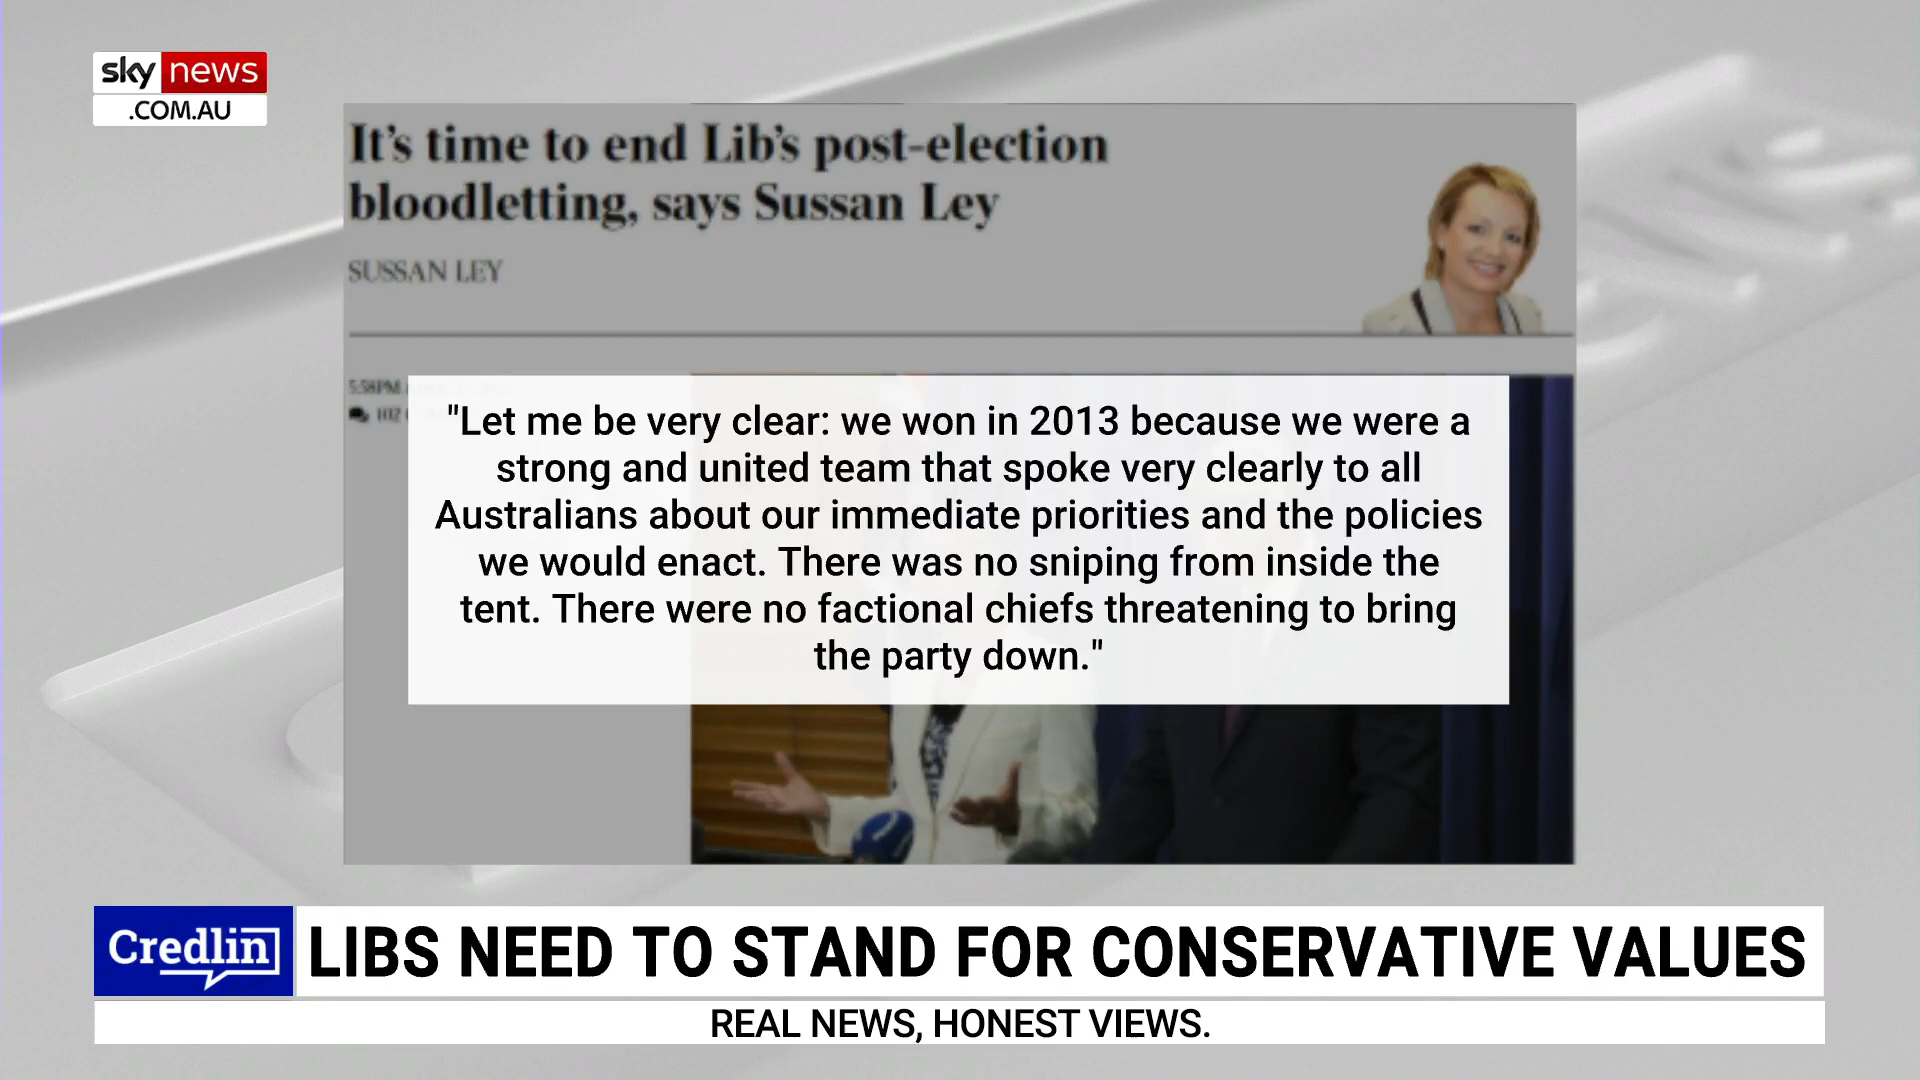 sky news
.COM.AU
It's time to end Lib's post-election
bloodletting, says Sussan Ley
SUSSAN LEY
5:58PM
102
"Let me be very clear: we won in 2013 because we were a
strong and united team that spoke very clearly to all
Australians about our immediate priorities and the policies
we would enact. There was no sniping from inside the
tent. There were no factional chiefs threatening to bring
the party down."
Credlin
LIBS NEED TO STAND FOR CONSERVATIVE VALUES
REAL NEWS, HONEST VIEWS.